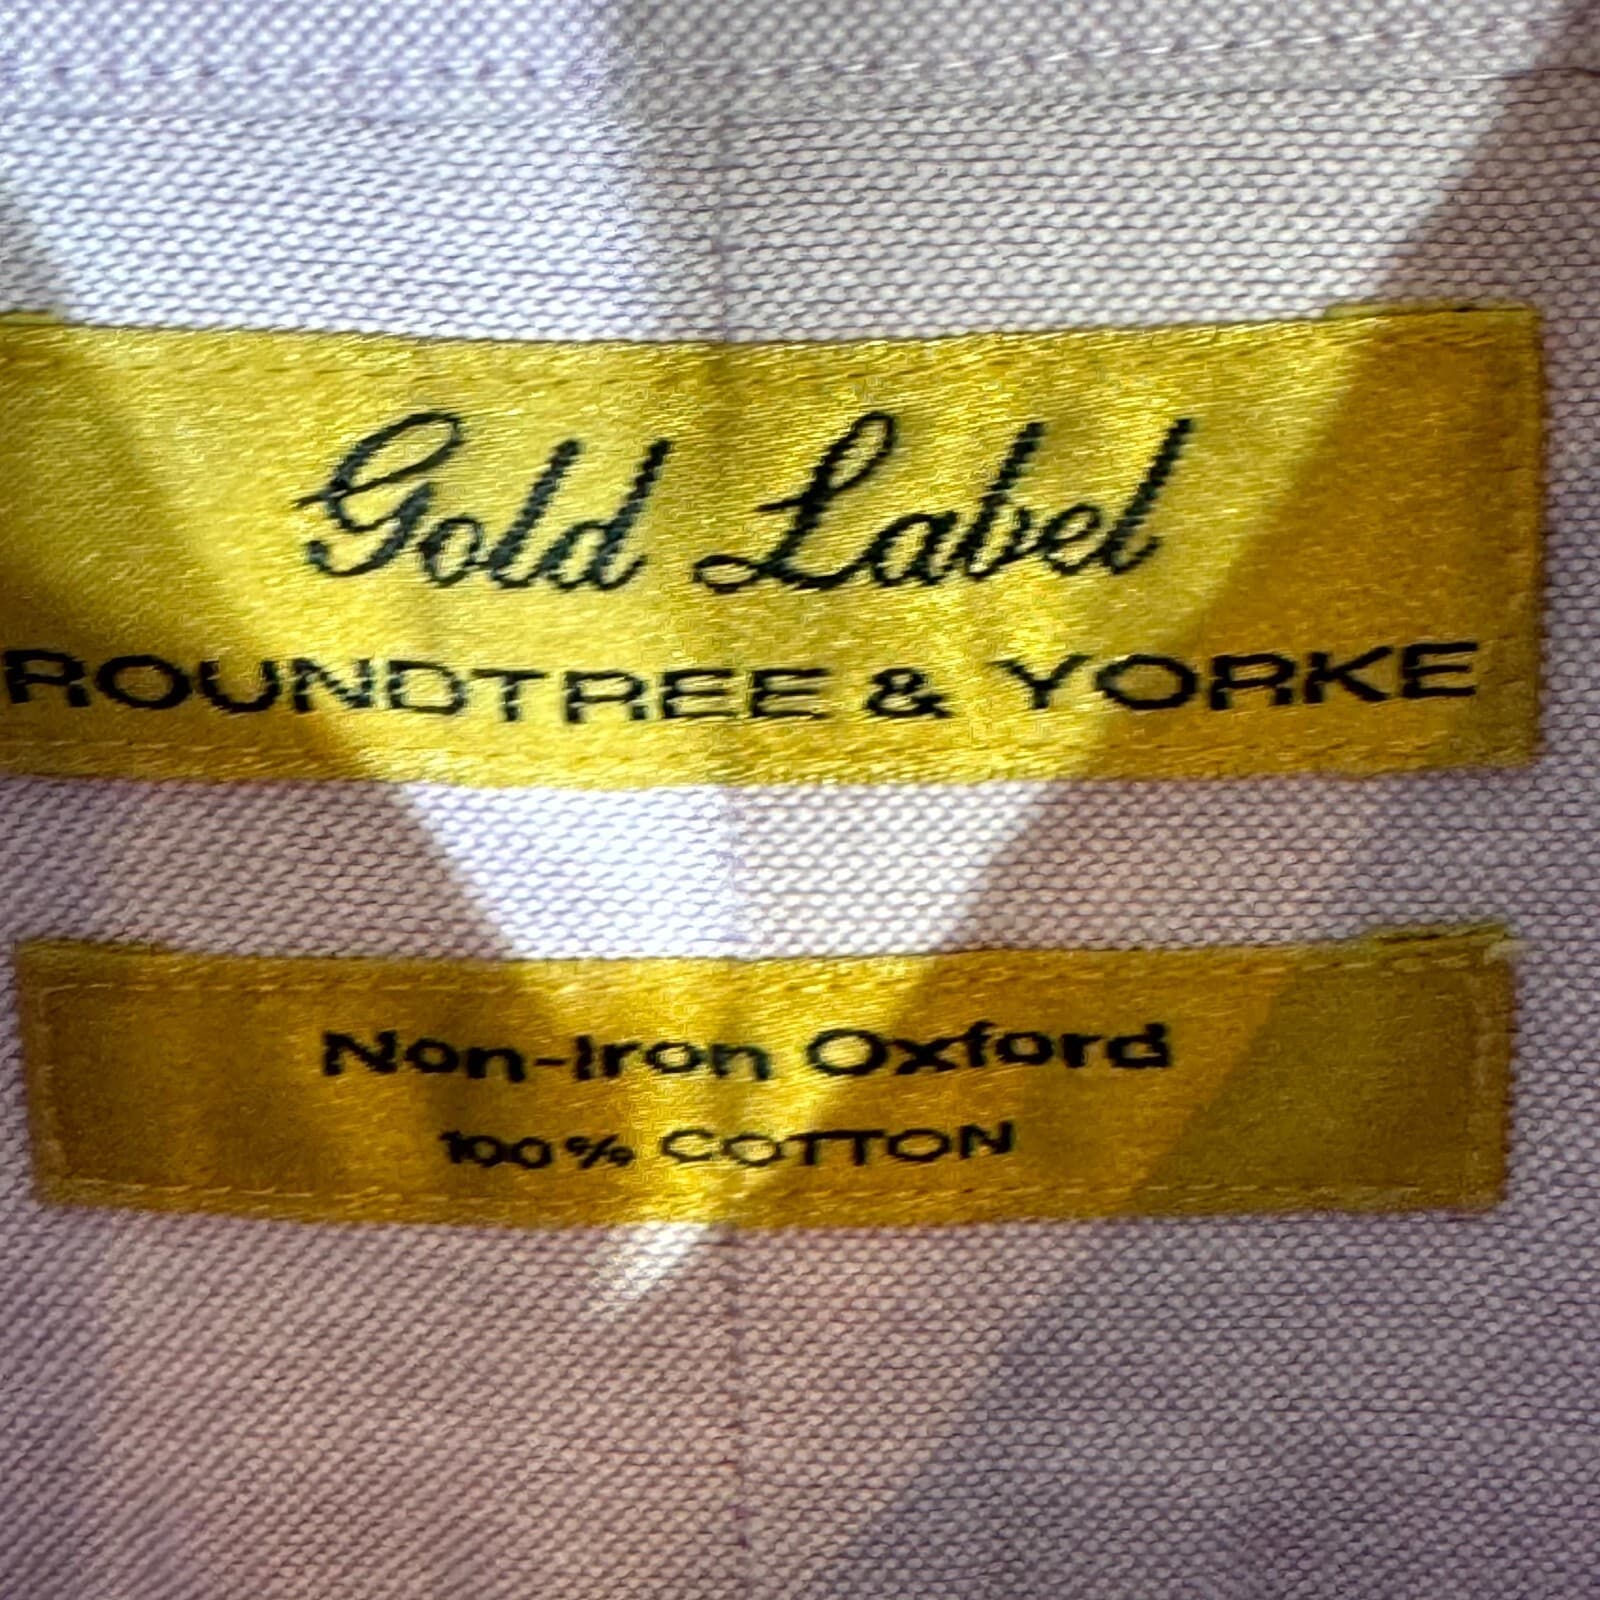 Gold Label
ROUNDTREE & YORKE
Non-Iron Oxford
100% COTTON